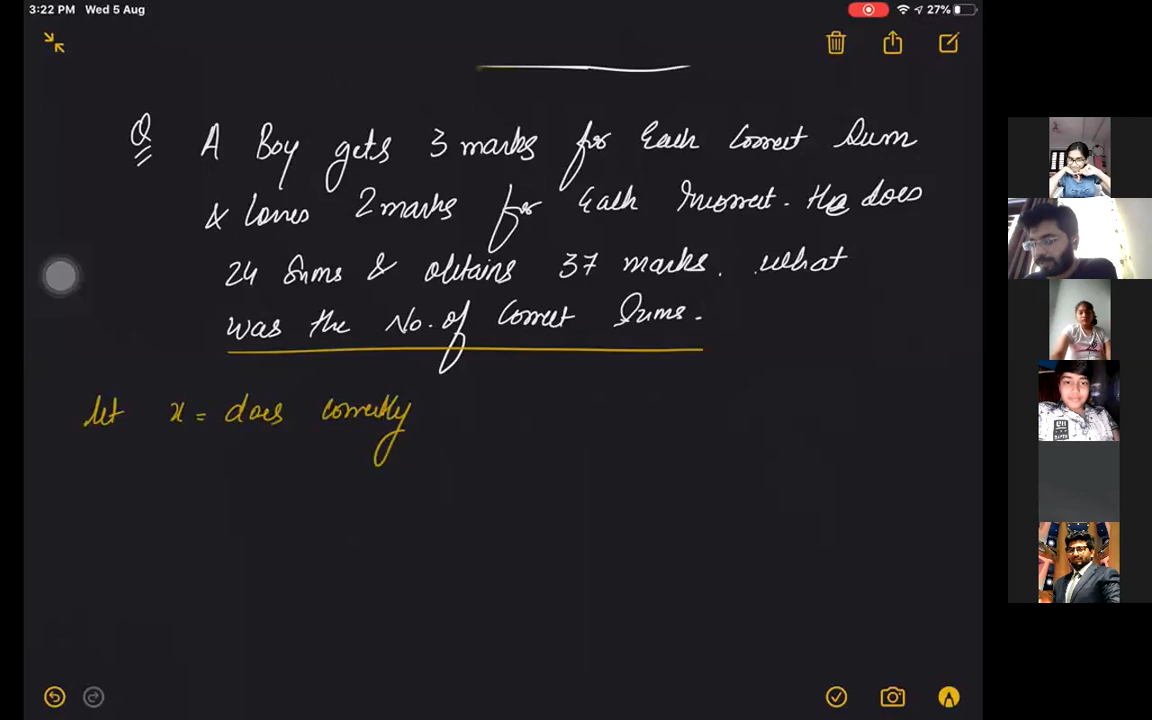 3:22 PM Wed 5 Aug
27%
Q A Boy gets 3 marks for Each Correct Sum
& loses 2 marks for Each Incorrect. He does
24 Sums & obtains 37 marks. what
was the No. of Correct Sums.
let x = does correctly